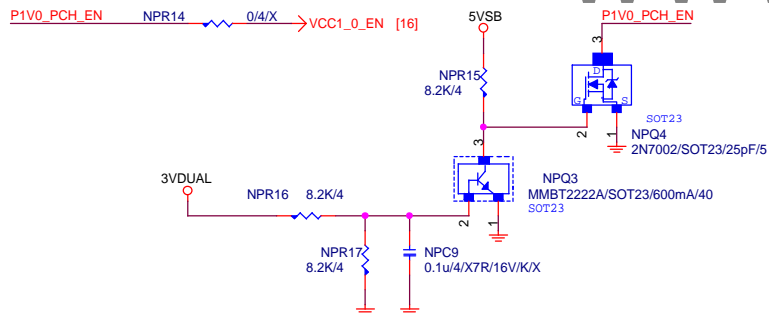 P1V0_PCH_EN
NPR14
0/4/X
VCC1_0_EN [16]
5VSB
P1V0_PCH_EN
3
NPR15
8.2K/4
D
G
S
SOT23
2
1
NPQ4
2N7002/SOT23/25pF/5
3
3VDUAL
NPR16
8.2K/4
NPQ3
MMBT2222A/SOT23/600mA/40
SOT23
2
1
NPR17
8.2K/4
NPC9
0.1u/4/X7R/16V/K/X